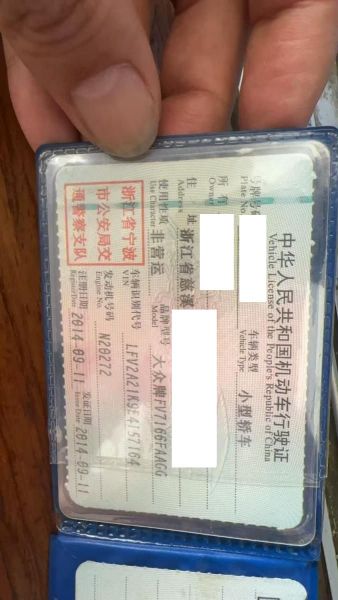 中华人民共和国机动车行驶证
Vehicle License of the People's Republic of China
号牌号码
Plate No.
车辆类型 小型轿车
Vehicle Type
所有
Owner
住 址 浙江省慈溪
Address
使用性质 非营运
Use Character
品牌型号 大众牌FV7166FAAGG
Model
浙江省宁波
市公安局交
通警察支队
车辆识别代号 LFV2A21K9E4157164
VIN
发动机号码 N20272
Engine No.
注册日期 2014-09-11
Register Date
发证日期 2014-09-11
Issue Date